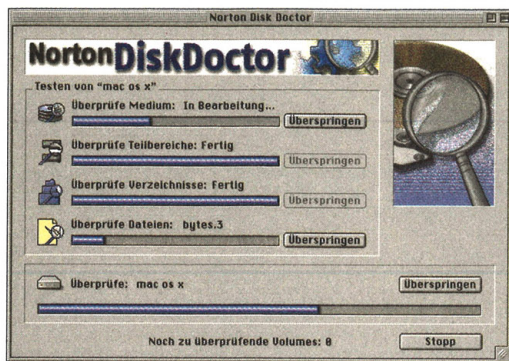 Norton Disk Doctor
NortonDiskDoctor
Testen von “mac os x”
Überprüfe Medium: In Bearbeitung...
Überspringen
Überprüfe Teilbereiche: Fertig
Überspringen
Überprüfe Verzeichnisse: Fertig
Überspringen
Überprüfe Dateien: bytes.3
Überspringen
Überprüfe: mac os x
Überspringen
Noch zu überprüfende Volumes: 0
Stopp